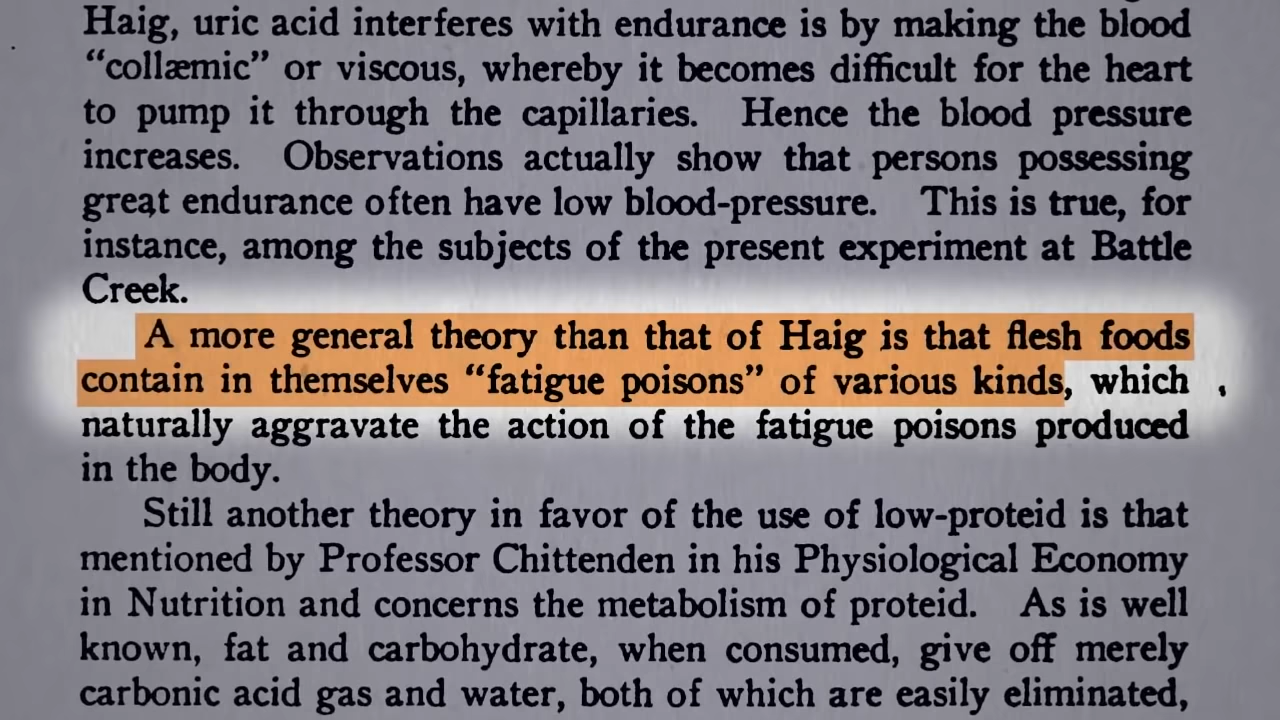 Haig, uric acid interferes with endurance is by making the blood
“collæmic” or viscous, whereby it becomes difficult for the heart
to pump it through the capillaries. Hence the blood pressure
increases. Observations actually show that persons possessing
great endurance often have low blood-pressure. This is true, for
instance, among the subjects of the present experiment at Battle
Creek.
A more general theory than that of Haig is that flesh foods
contain in themselves “fatigue poisons” of various kinds, which
naturally aggravate the action of the fatigue poisons produced
in the body.
Still another theory in favor of the use of low-proteid is that
mentioned by Professor Chittenden in his Physiological Economy
in Nutrition and concerns the metabolism of proteid. As is well
known, fat and carbohydrate, when consumed, give off merely
carbonic acid gas and water, both of which are easily eliminated,